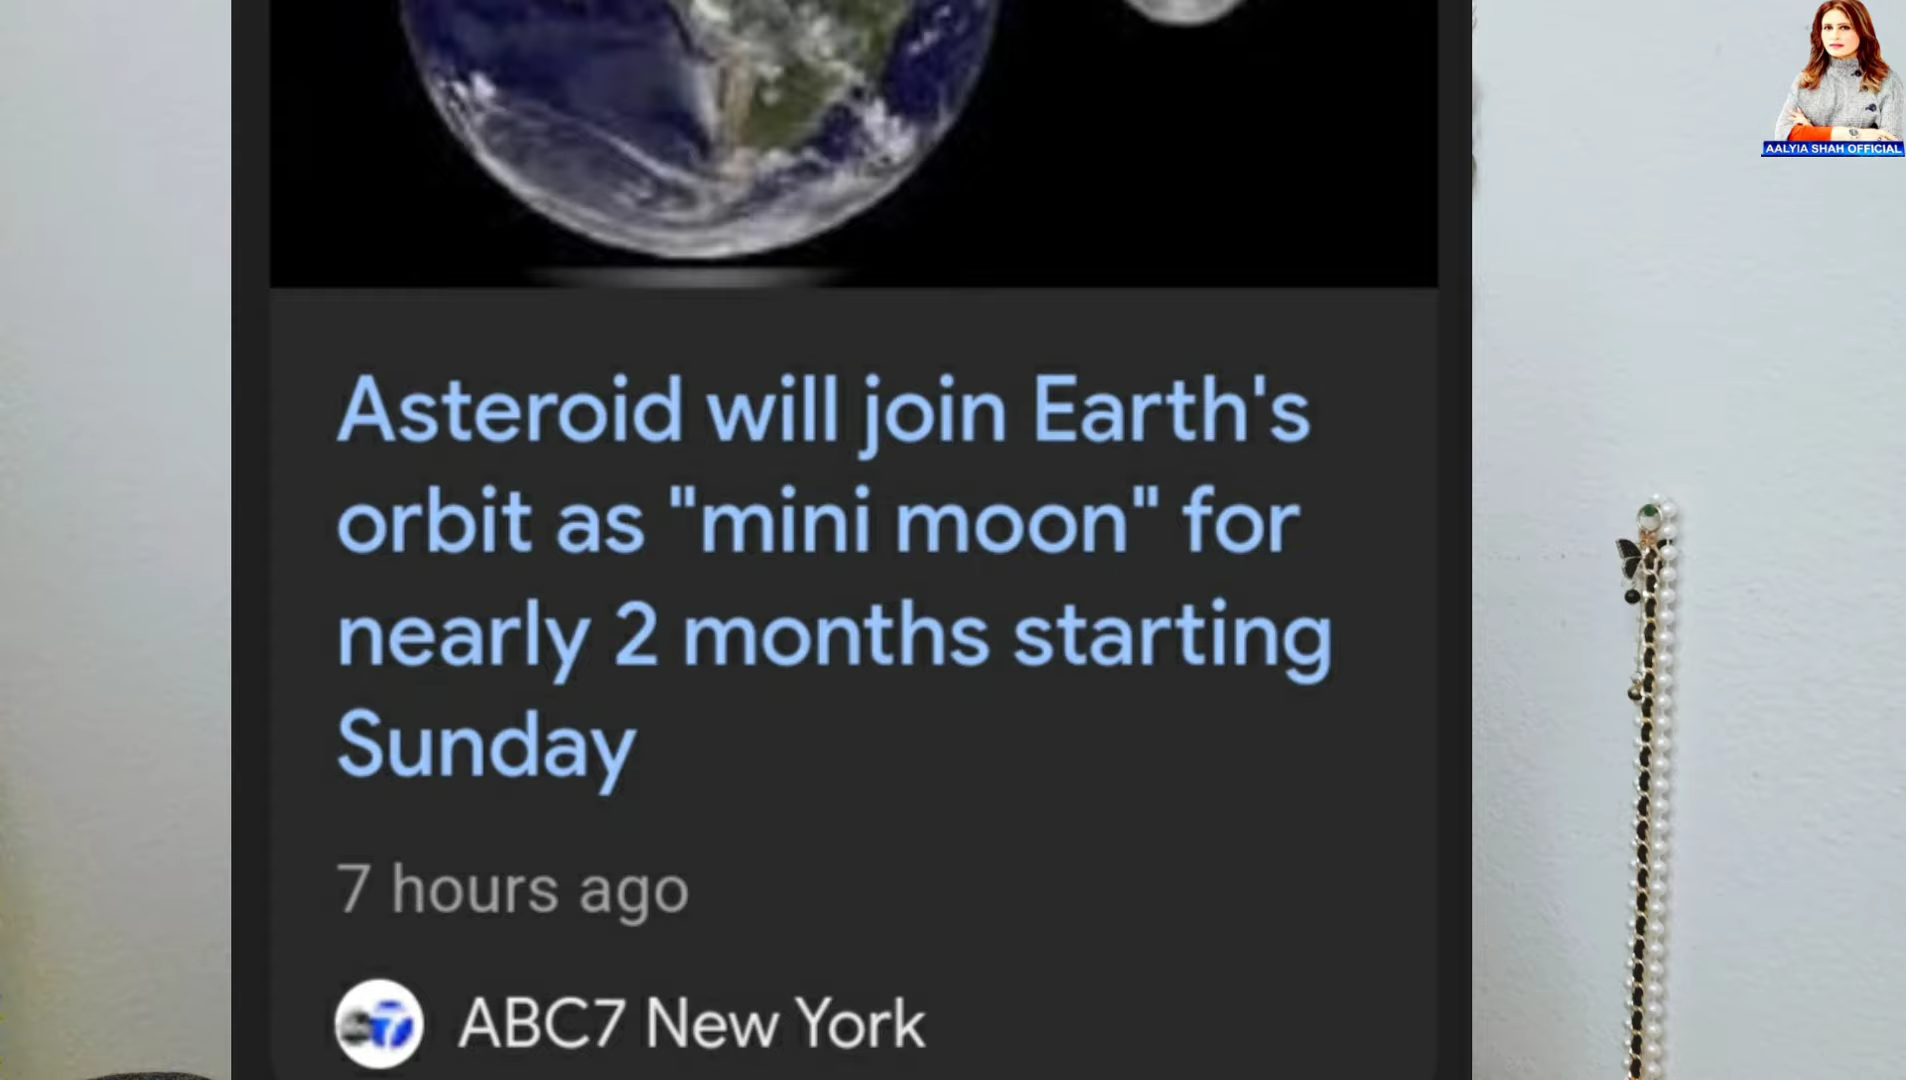 AALYIA SHAH OFFICIAL
Asteroid will join Earth's
orbit as "mini moon" for
nearly 2 months starting
Sunday
7 hours ago
7
ABC7 New York